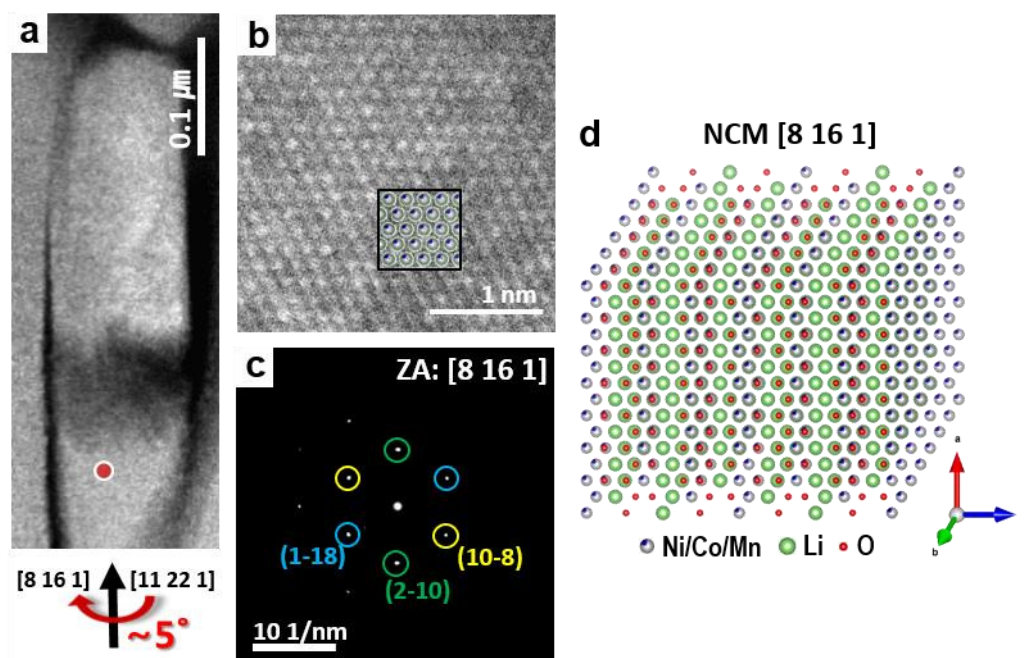 a
0.1 ㎛
[8 16 1] [11 22 1]
~5°
b
1 nm
c
ZA: [8 16 1]
(1-18)
(10-8)
(2-10)
10 1/nm
d
NCM [8 16 1]
a
b
Ni/Co/Mn Li O